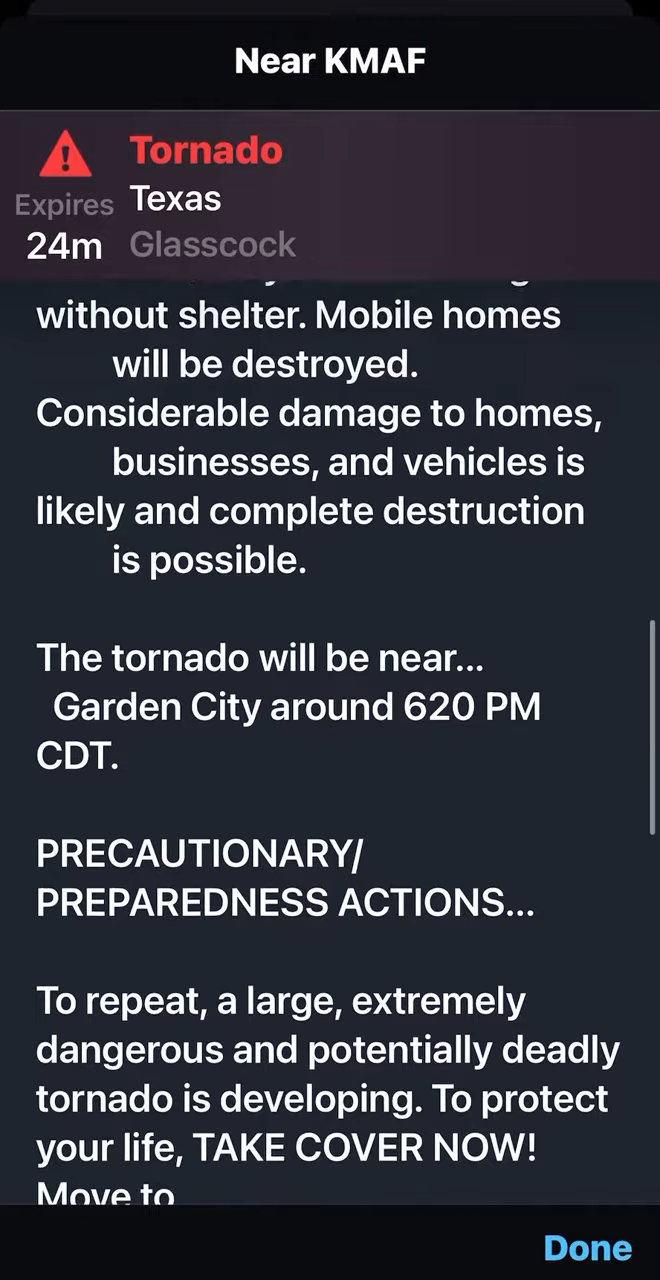 Near KMAF
Tornado
Expires Texas
24m Glasscock
without shelter. Mobile homes
will be destroyed.
Considerable damage to homes,
businesses, and vehicles is
likely and complete destruction
is possible.
The tornado will be near...
Garden City around 620 PM
CDT.
PRECAUTIONARY/
PREPAREDNESS ACTIONS...
To repeat, a large, extremely
dangerous and potentially deadly
tornado is developing. To protect
your life, TAKE COVER NOW!
Move to
Done